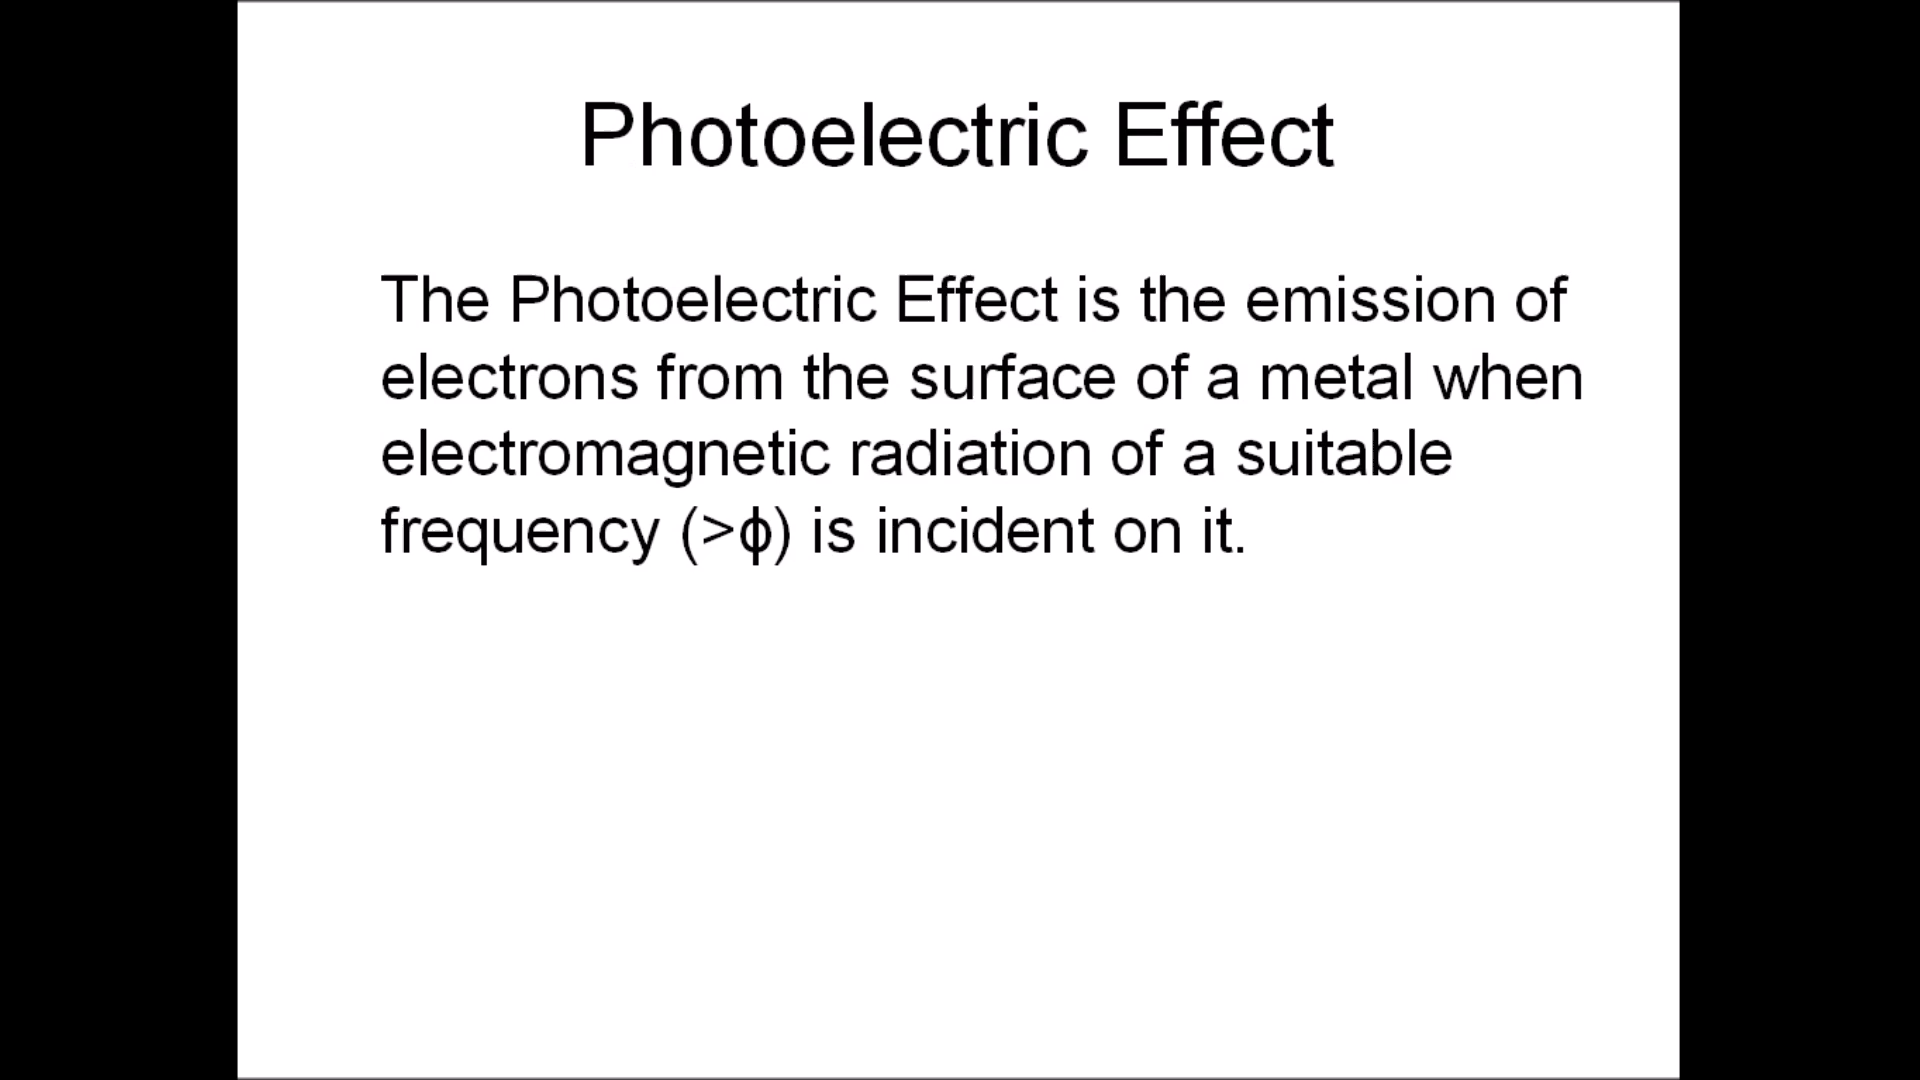 Photoelectric Effect
The Photoelectric Effect is the emission of
electrons from the surface of a metal when
electromagnetic radiation of a suitable
frequency (>ϕ) is incident on it.